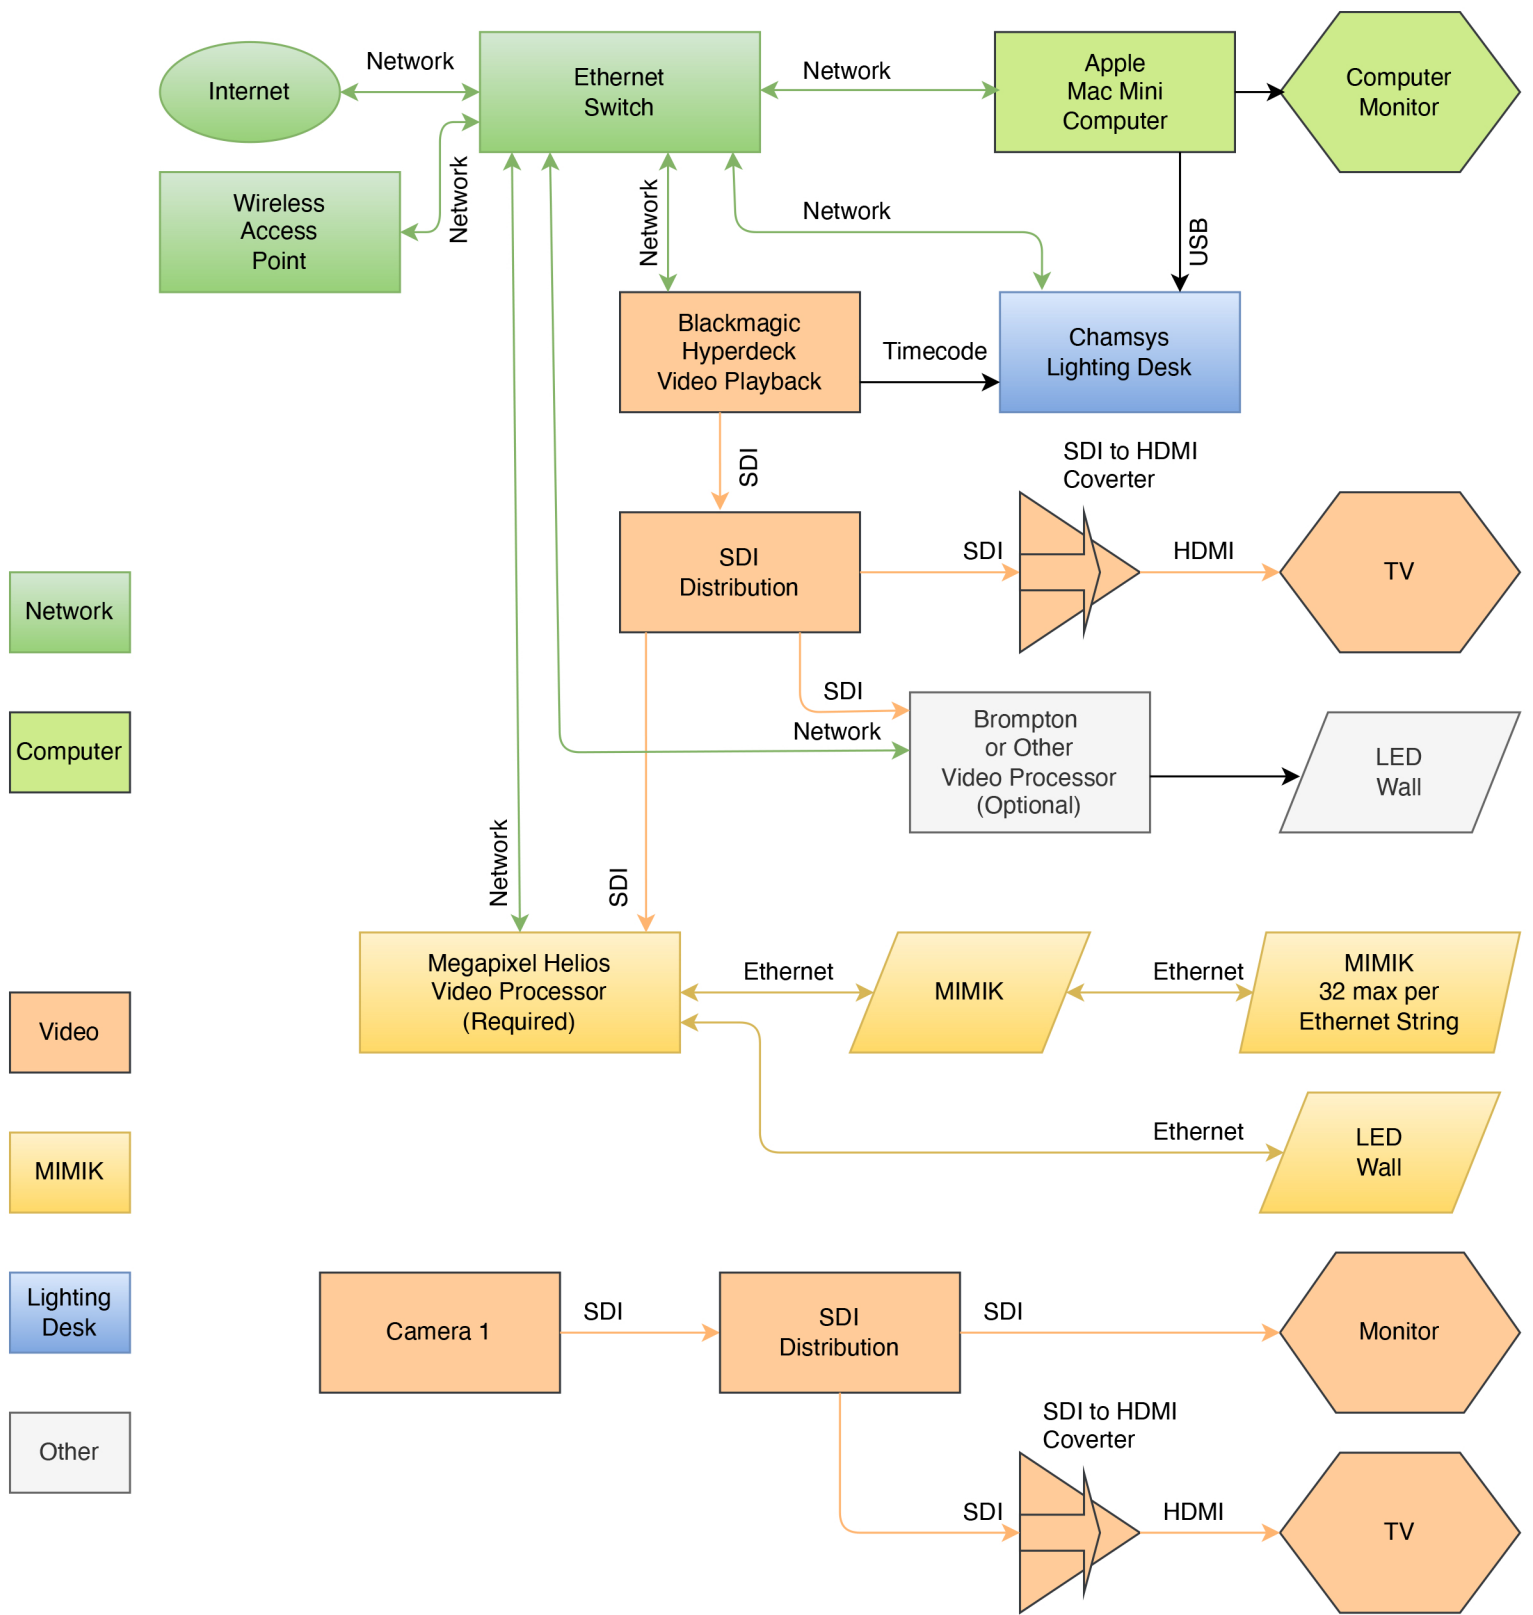 Internet
Network
Ethernet
Switch
Network
Apple
Mac Mini
Computer
Computer
Monitor
Wireless
Access
Point
Network
Network
Network
USB
Blackmagic
Hyperdeck
Video Playback
Timecode
Chamsys
Lighting Desk
SDI
SDI to HDMI
Coverter
SDI
Distribution
SDI
HDMI
TV
Network
Computer
SDI
Network
Brompton
or Other
Video Processor
(Optional)
LED
Wall
Network
SDI
Megapixel Helios
Video Processor
(Required)
Ethernet
MIMIK
Ethernet
MIMIK
32 max per
Ethernet String
Video
Ethernet
LED
Wall
MIMIK
Lighting
Desk
Camera 1
SDI
SDI
Distribution
SDI
Monitor
Other
SDI to HDMI
Coverter
SDI
HDMI
TV